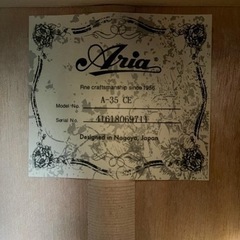 Aria
Fine craftsmanship since 1956
Model No. A-35 CE
Serial No. 41618069711
Designed in Nagoya, Japan